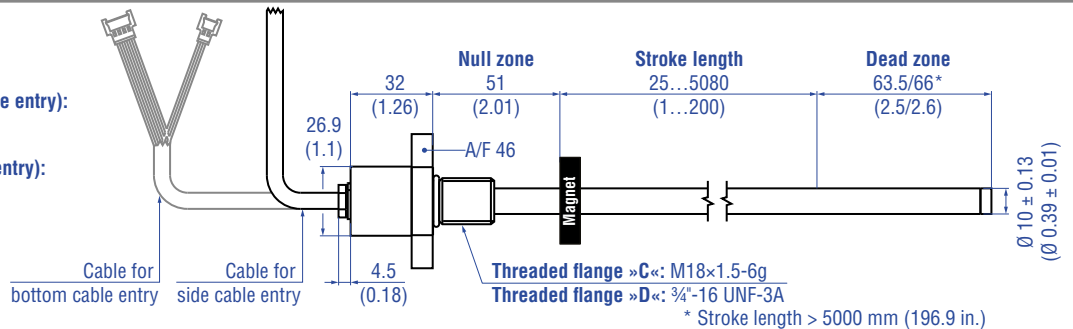 Null zone
51
(2.01)
Stroke length
25…5080
(1…200)
Dead zone
63.5/66*
(2.5/2.6)
32
(1.26)
e entry):
26.9
(1.1)
A/F 46
entry):
Magnet
Ø 10 ± 0.13
(Ø 0.39 ± 0.01)
Cable for
bottom cable entry
Cable for
side cable entry
4.5
(0.18)
Threaded flange »C«: M18×1.5-6g
Threaded flange »D«: ¾"-16 UNF-3A
* Stroke length > 5000 mm (196.9 in.)